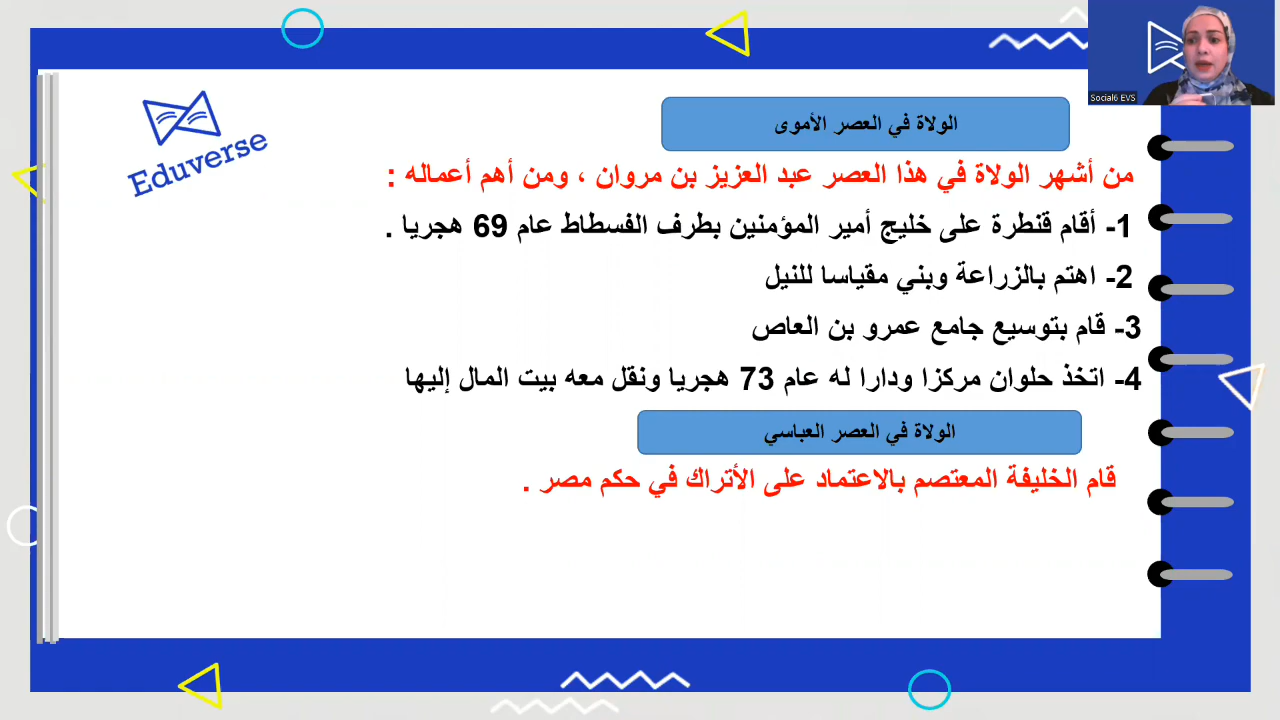 Social6 EVS
Eduverse
الولاة في العصر الأموى
من أشهر الولاة في هذا العصر عبد العزيز بن مروان ، ومن أهم أعماله :
1- أقام قنطرة على خليج أمير المؤمنين بطرف الفسطاط عام 69 هجريا .
2- اهتم بالزراعة وبني مقياسا للنيل
3- قام بتوسيع جامع عمرو بن العاص
4- اتخذ حلوان مركزا ودارا له عام 73 هجريا ونقل معه بيت المال إليها
الولاة في العصر العباسي
قام الخليفة المعتصم بالاعتماد على الأتراك في حكم مصر .